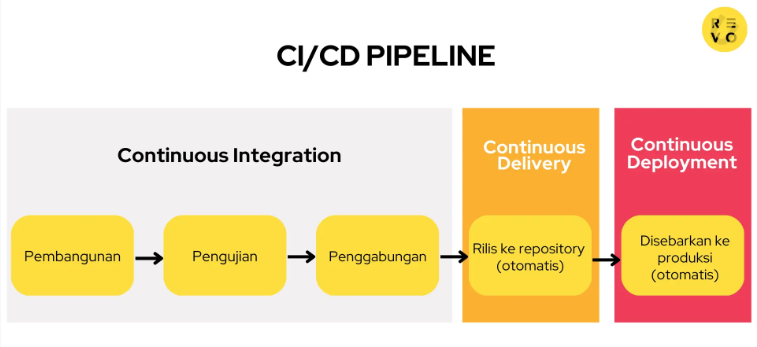 REVO
CI/CD PIPELINE
Continuous Integration
Continuous
Delivery
Continuous
Deployment
Pembangunan
Pengujian
Penggabungan
Rilis ke repository
(otomatis)
Disebarkan ke
produksi
(otomatis)